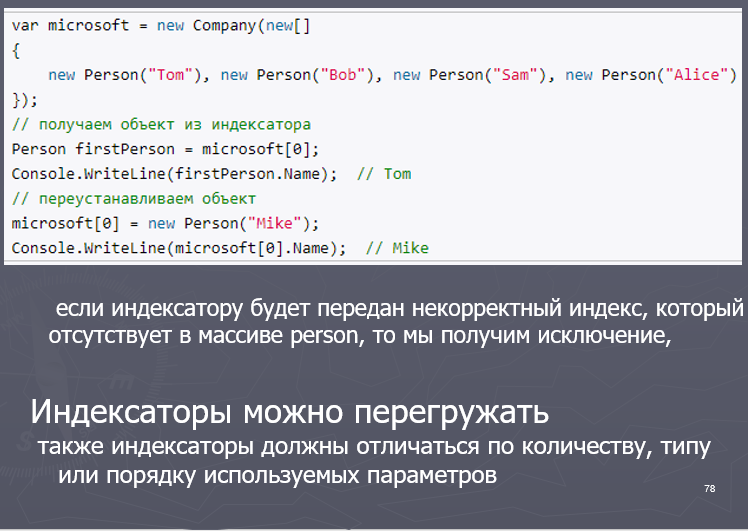 var microsoft = new Company(new[]
{
    new Person("Tom"), new Person("Bob"), new Person("Sam"), new Person("Alice")
});
// получаем объект из индексатора
Person firstPerson = microsoft[0];
Console.WriteLine(firstPerson.Name);  // Tom
// переустанавливаем объект
microsoft[0] = new Person("Mike");
Console.WriteLine(microsoft[0].Name);  // Mike
если индексатору будет передан некорректный индекс, который
отсутствует в массиве person, то мы получим исключение,
Индексаторы можно перегружать
также индексаторы должны отличаться по количеству, типу
или порядку используемых параметров
78